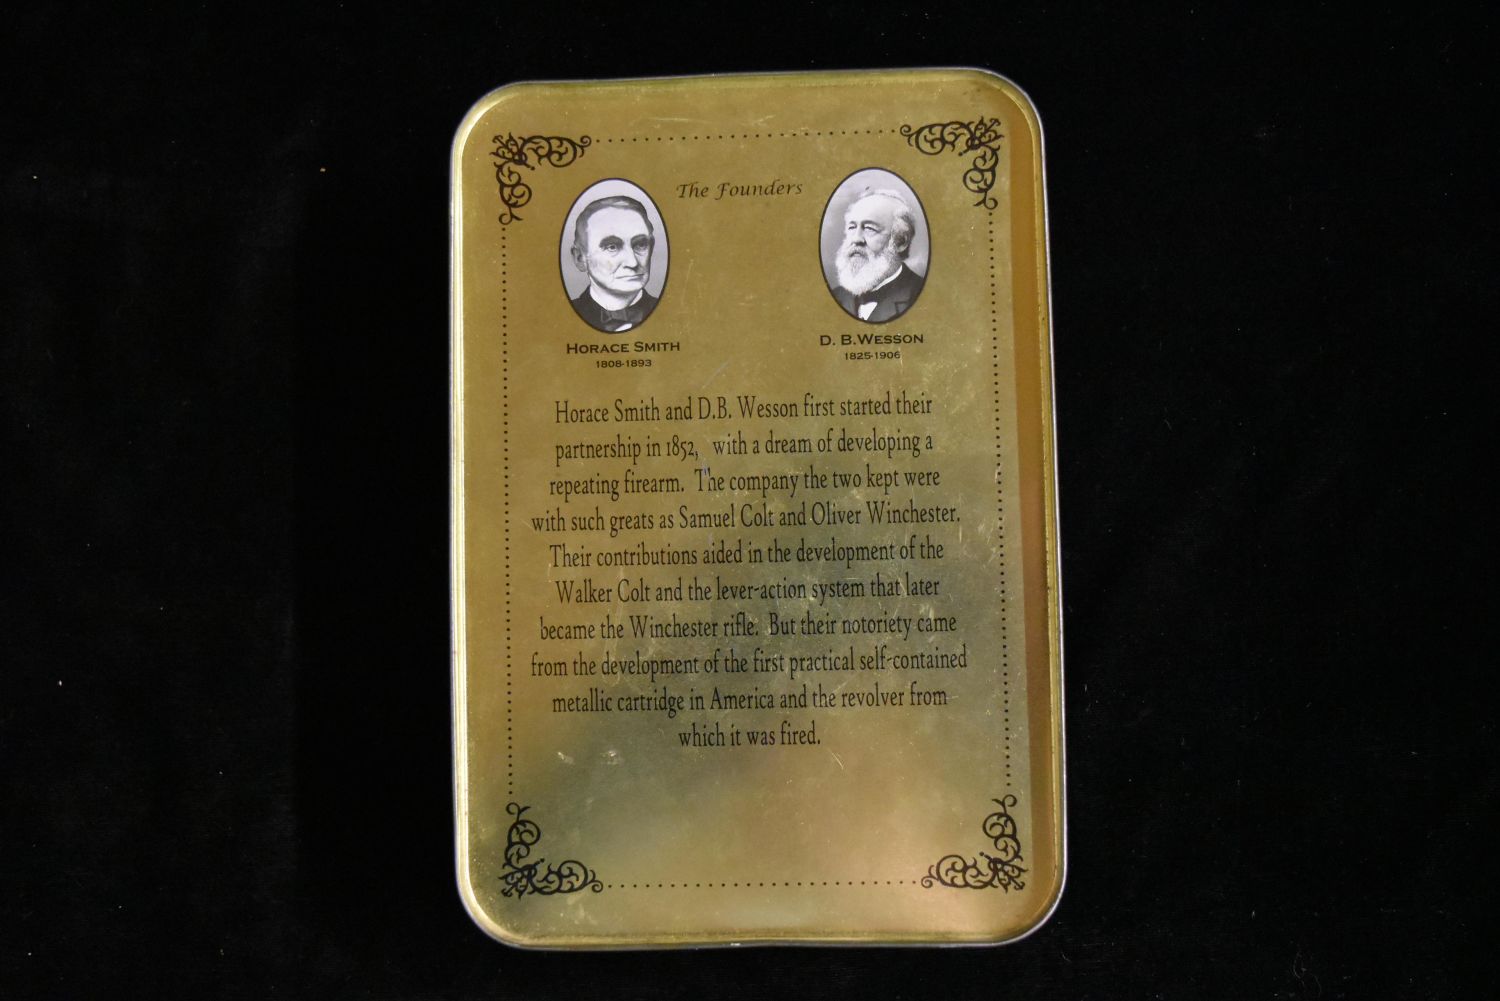 The Founders
Horace Smith
1808-1893
D. B.Wesson
1825-1906
Horace Smith and D.B. Wesson first started their
partnership in 1852,  with a dream of developing a
repeating firearm.  The company the two kept were
with such greats as Samuel Colt and Oliver Winchester.
Their contributions aided in the development of the
Walker Colt and the lever-action system that later
became the Winchester rifle.  But their notoriety came
from the development of the first practical self-contained
metallic cartridge in America and the revolver from
which it was fired.